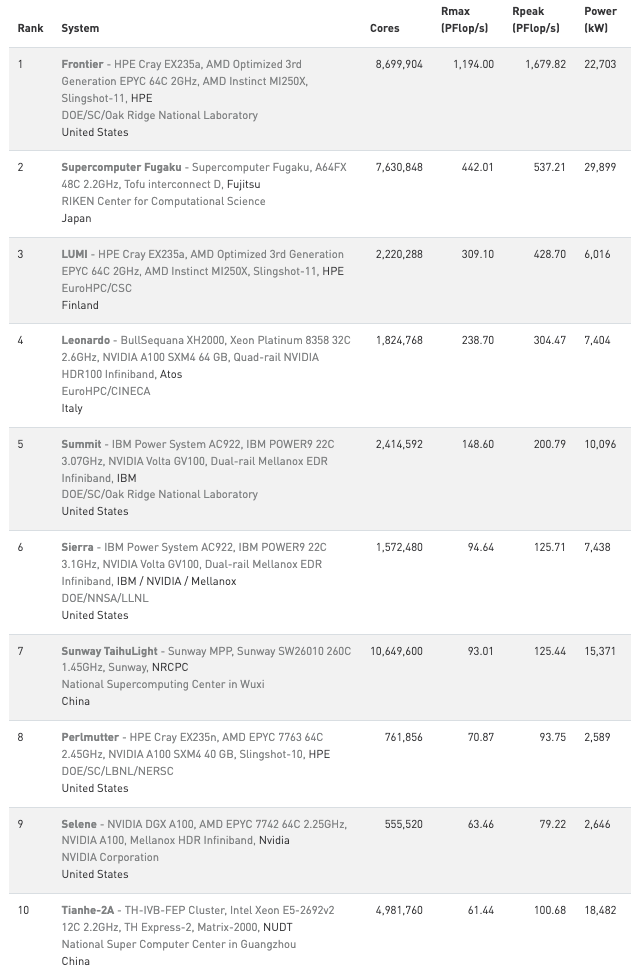 Rank System Cores Rmax (PFlop/s) Rpeak (PFlop/s) Power (kW)
1 Frontier - HPE Cray EX235a, AMD Optimized 3rd 8,699,904 1,194.00 1,679.82 22,703
Generation EPYC 64C 2GHz, AMD Instinct MI250X,
Slingshot-11, HPE
DOE/SC/Oak Ridge National Laboratory
United States
2 Supercomputer Fugaku - Supercomputer Fugaku, A64FX 7,630,848 442.01 537.21 29,899
48C 2.2GHz, Tofu interconnect D, Fujitsu
RIKEN Center for Computational Science
Japan
3 LUMI - HPE Cray EX235a, AMD Optimized 3rd Generation 2,220,288 309.10 428.70 6,016
EPYC 64C 2GHz, AMD Instinct MI250X, Slingshot-11, HPE
EuroHPC/CSC
Finland
4 Leonardo - BullSequana XH2000, Xeon Platinum 8358 32C 1,824,768 238.70 304.47 7,404
2.6GHz, NVIDIA A100 SXM4 64 GB, Quad-rail NVIDIA
HDR100 Infiniband, Atos
EuroHPC/CINECA
Italy
5 Summit - IBM Power System AC922, IBM POWER9 22C 2,414,592 148.60 200.79 10,096
3.07GHz, NVIDIA Volta GV100, Dual-rail Mellanox EDR
Infiniband, IBM
DOE/SC/Oak Ridge National Laboratory
United States
6 Sierra - IBM Power System AC922, IBM POWER9 22C 1,572,480 94.64 125.71 7,438
3.1GHz, NVIDIA Volta GV100, Dual-rail Mellanox EDR
Infiniband, IBM / NVIDIA / Mellanox
DOE/NNSA/LLNL
United States
7 Sunway TaihuLight - Sunway MPP, Sunway SW26010 260C 10,649,600 93.01 125.44 15,371
1.45GHz, Sunway, NRCPC
National Supercomputing Center in Wuxi
China
8 Perlmutter - HPE Cray EX235n, AMD EPYC 7763 64C 761,856 70.87 93.75 2,589
2.45GHz, NVIDIA A100 SXM4 40 GB, Slingshot-10, HPE
DOE/SC/LBNL/NERSC
United States
9 Selene - NVIDIA DGX A100, AMD EPYC 7742 64C 2.25GHz, 555,520 63.46 79.22 2,646
NVIDIA A100, Mellanox HDR Infiniband, Nvidia
NVIDIA Corporation
United States
10 Tianhe-2A - TH-IVB-FEP Cluster, Intel Xeon E5-2692v2 4,981,760 61.44 100.68 18,482
12C 2.2GHz, TH Express-2, Matrix-2000, NUDT
National Super Computer Center in Guangzhou
China